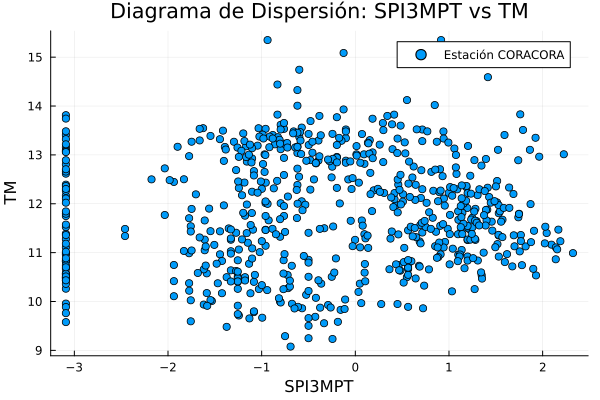 Diagrama de Dispersión: SPI3MPT vs TM
Estación CORACORA
TM
15
14
13
12
11
10
9
−3 −2 −1 0 1 2
SPI3MPT